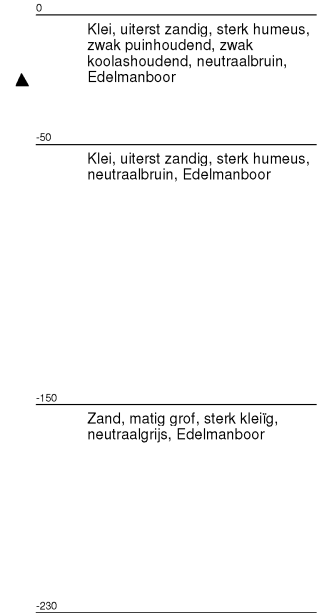 0
Klei, uiterst zandig, sterk humeus,
zwak puinhoudend, zwak
koolashoudend, neutraalbruin,
Edelmanboor
-50
Klei, uiterst zandig, sterk humeus,
neutraalbruin, Edelmanboor
-150
Zand, matig grof, sterk kleiïg,
neutraalgrijs, Edelmanboor
-230